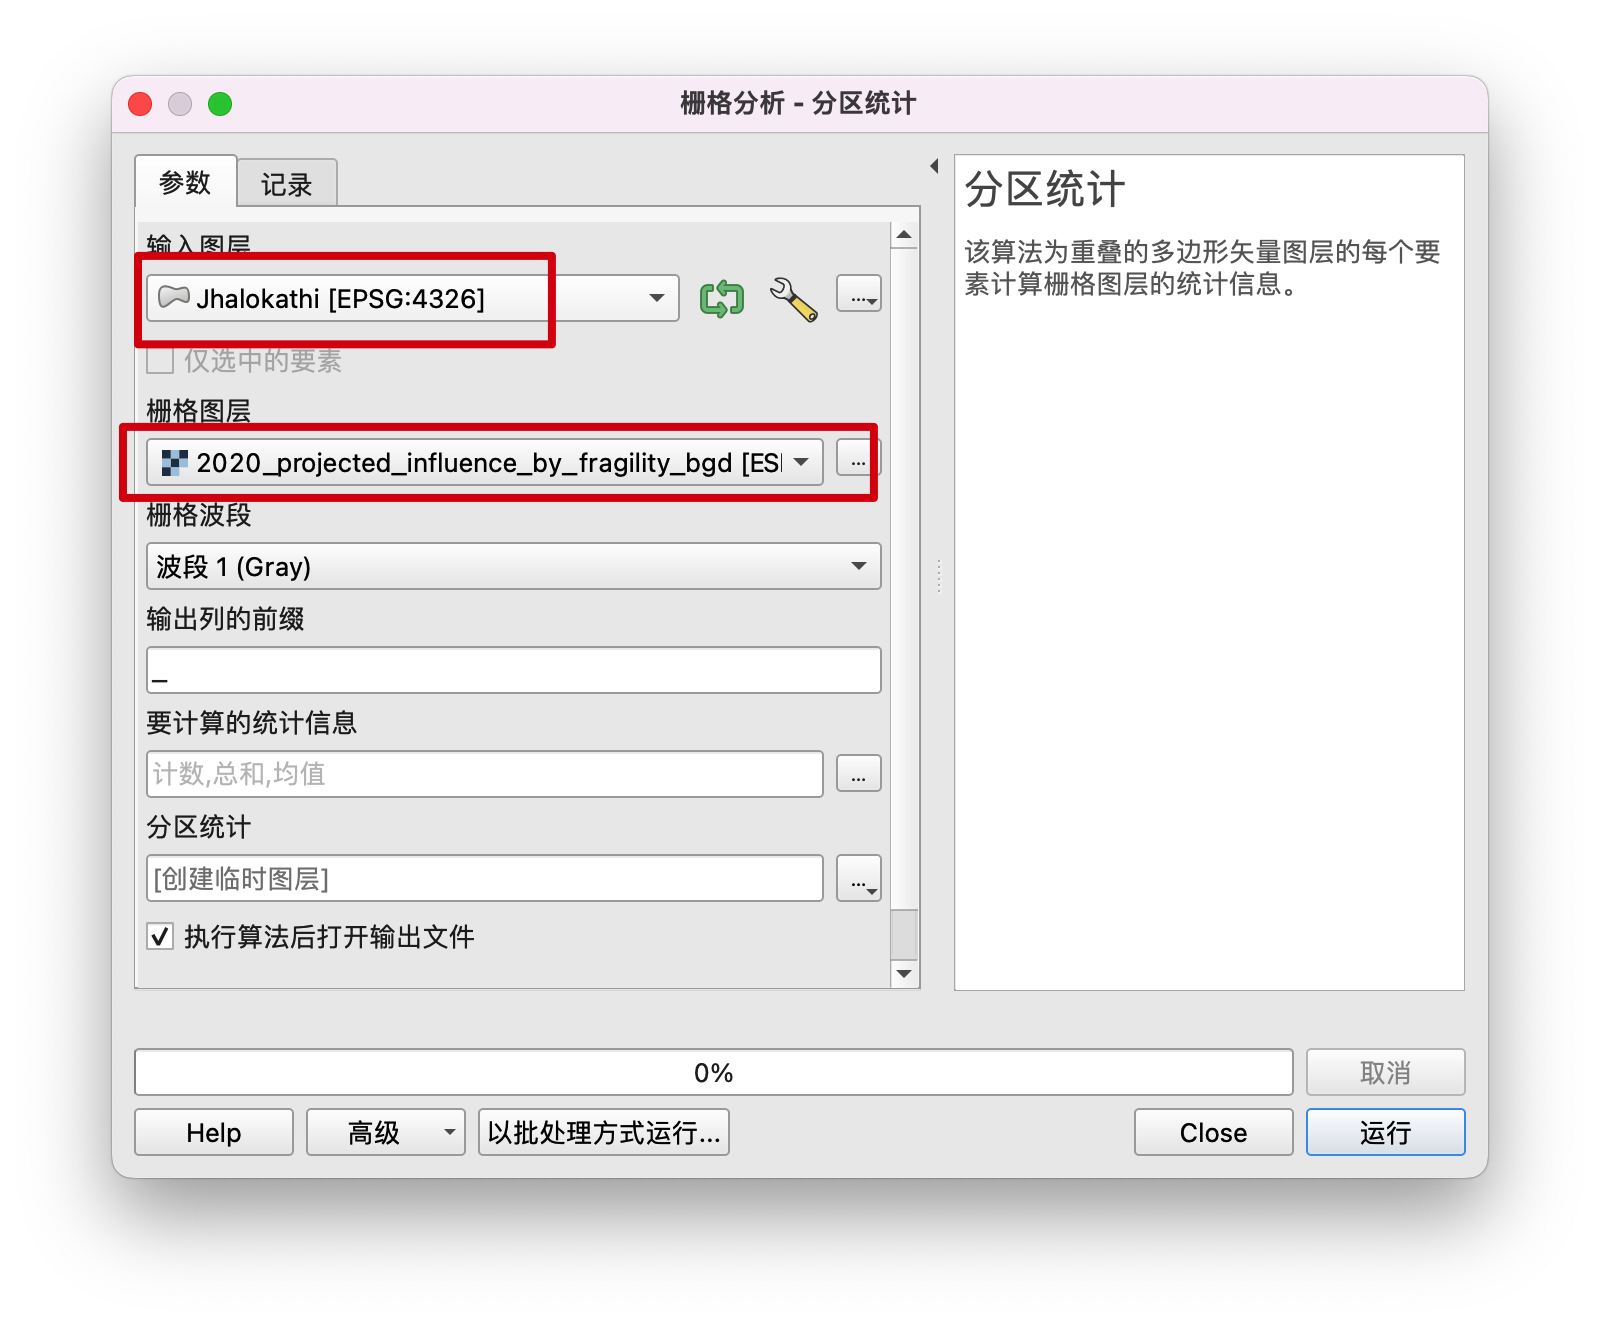 栅格分析 - 分区统计
参数
记录
输入图层
Jhalokathi [EPSG:4326]
...
仅选中的要素
栅格图层
2020_projected_influence_by_fragility_bgd [ES
...
栅格波段
波段 1 (Gray)
输出列的前缀
_
要计算的统计信息
计数,总和,均值
...
分区统计
[创建临时图层]
...
执行算法后打开输出文件
分区统计
该算法为重叠的多边形矢量图层的每个要
素计算栅格图层的统计信息。
0%
取消
Help
高级
以批处理方式运行...
Close
运行